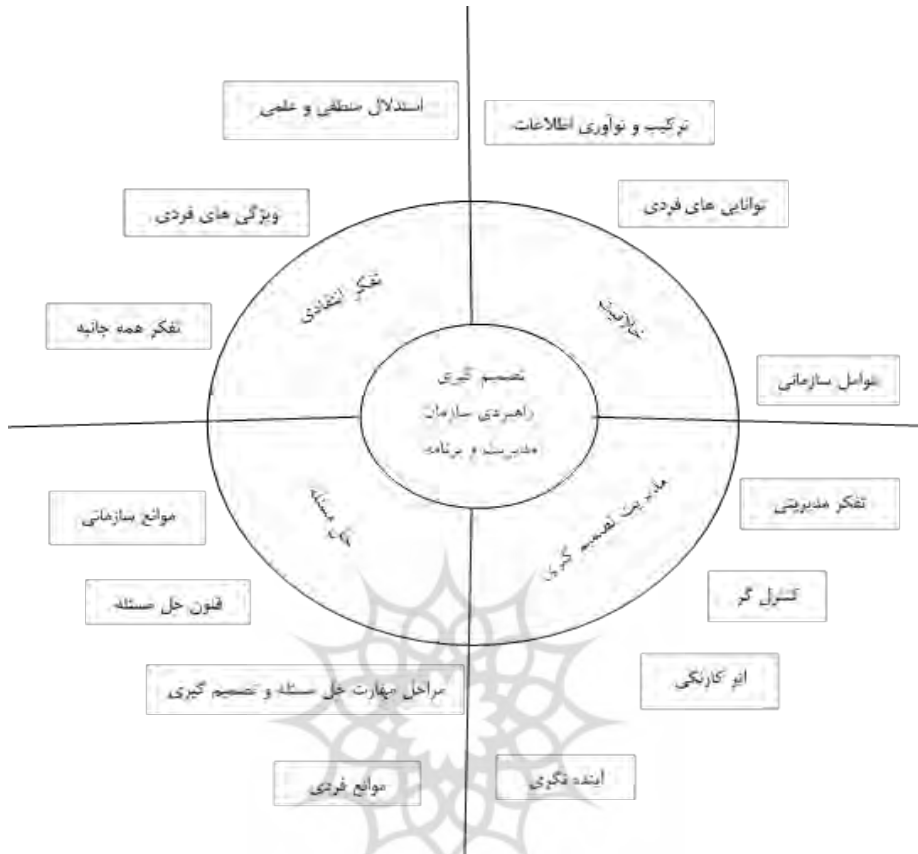 استدلال منطقی و علمی
ترکیب و نوآوری اطلاعات
توانایی های فردی
ویژگی های فردی
تفکر انتقادی
خلاقیت
تفکر همه جانبه
عوامل سازمانی
تصمیم گیری
راهبردی سازمان
مدیریت و برنامه
موانع سازمانی
حل مسئله
مدیریت تصمیم گیری
تفکر مدیریتی
فنون حل مسئله
کنترل گر
مراحل مهارت حل مسئله و تصمیم گیری
موانع فردی
آینده نگری